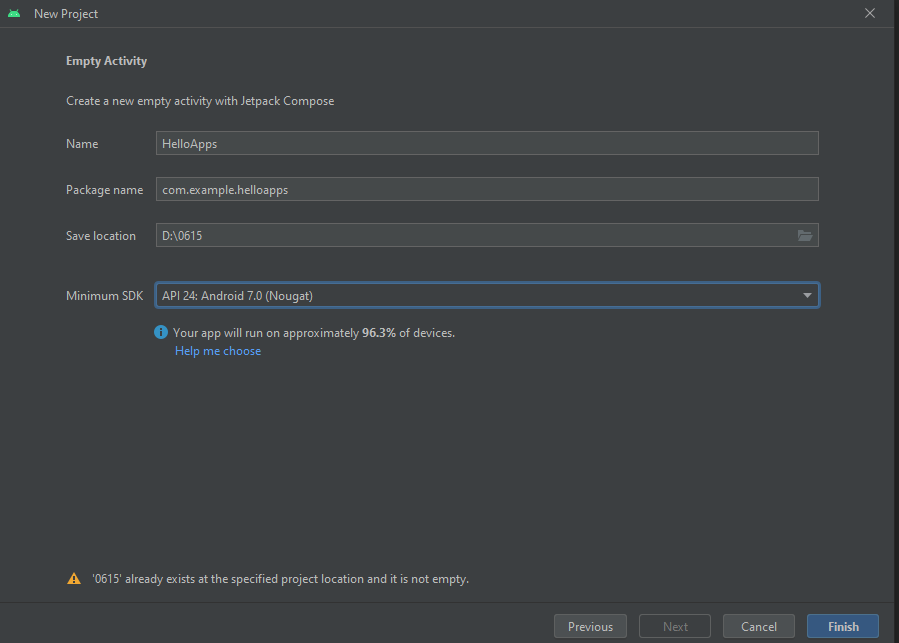 New Project
Empty Activity
Create a new empty activity with Jetpack Compose
Name HelloApps
Package name com.example.helloapps
Save location D:\0615
Minimum SDK API 24: Android 7.0 (Nougat)
Your app will run on approximately 96.3% of devices.
Help me choose
'0615' already exists at the specified project location and it is not empty.
Previous Next Cancel Finish